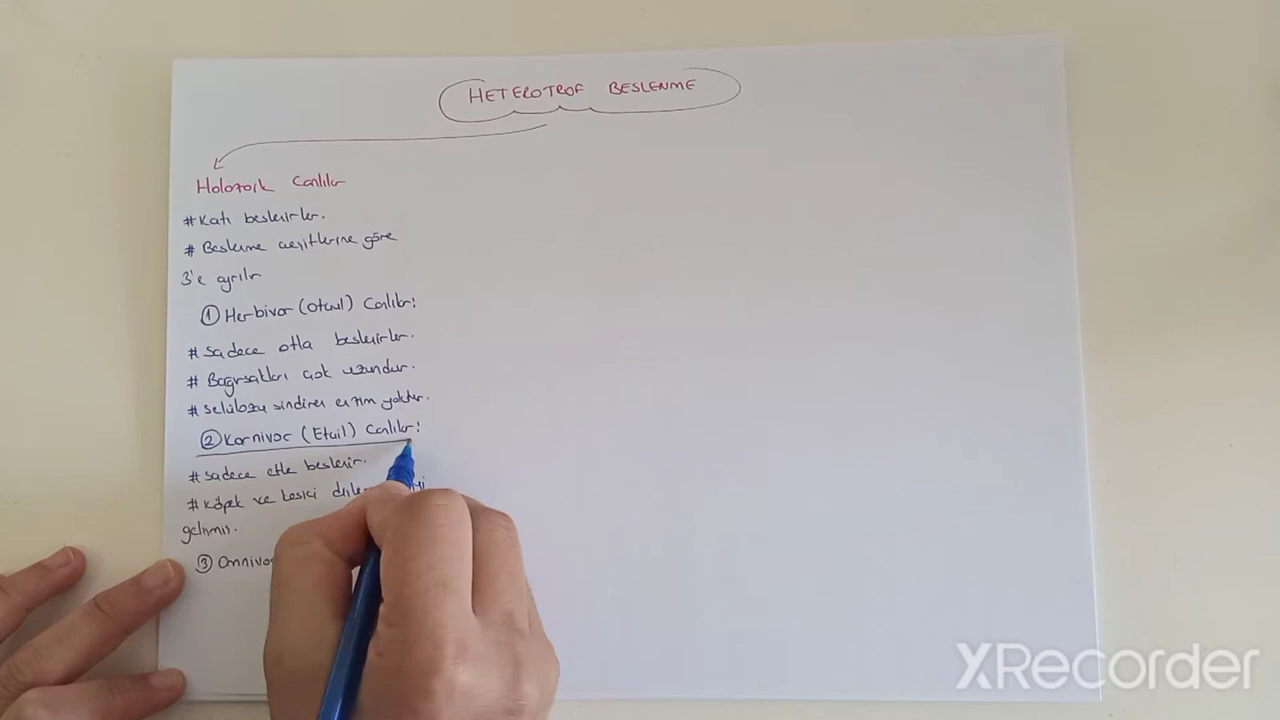 HETEROTROF BESLENME
Holozoik Canlılar
#Katı beslenirler.
# Beslenme çeşitlerine göre
3'e ayrılır
① Herbivor (otçul) Canlılar:
#Sadece otla beslenirler.
# Bağırsakları çok uzundur.
# Selülozu sindiren enzim yoktur.
② Karnivor (Etçil) Canlılar:
#Sadece etle beslenir.
# Köpek ve kesici
gelişmiş.
③
XRecorder